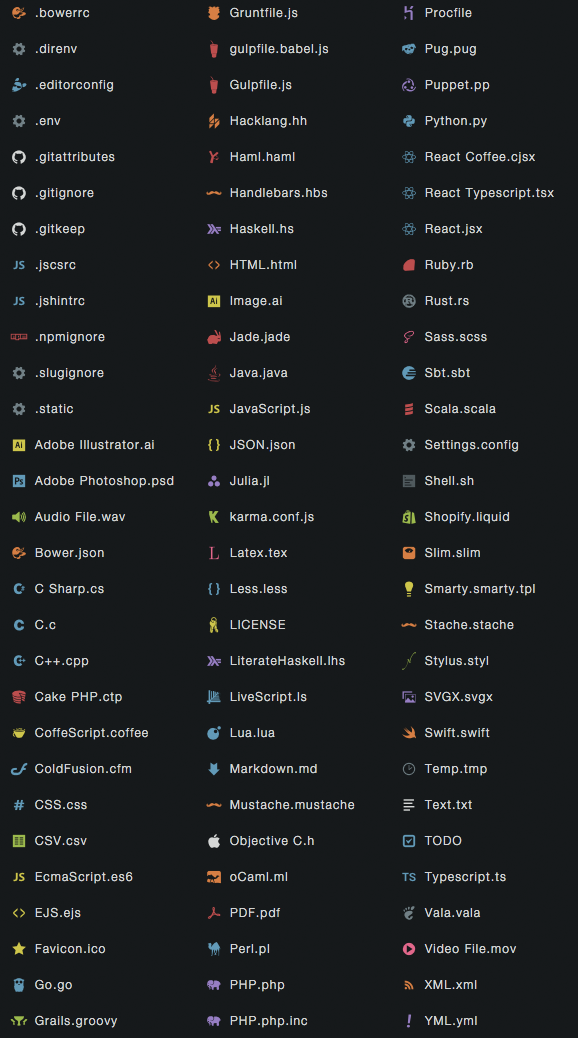 .bowerrc
.direnv
.editorconfig
.env
.gitattributes
.gitignore
.gitkeep
JS .jscsrc
JS .jshintrc
npm .npmignore
.slugignore
.static
Ai Adobe Illustrator.ai
Ps Adobe Photoshop.psd
Audio File.wav
Bower.json
C# C Sharp.cs
C C.c
C+ C++.cpp
Cake PHP.ctp
CoffeScript.coffee
CF ColdFusion.cfm
# CSS.css
CSV.csv
JS EcmaScript.es6
<> EJS.ejs
Favicon.ico
Go.go
Grails.groovy
Gruntfile.js
gulpfile.babel.js
Gulpfile.js
Hacklang.hh
Haml.haml
Handlebars.hbs
Haskell.hs
<> HTML.html
Ai Image.ai
Jade.jade
Java.java
JS JavaScript.js
{} JSON.json
Julia.jl
K karma.conf.js
L Latex.tex
{} Less.less
LICENSE
LiterateHaskell.lhs
LiveScript.ls
Lua.lua
Markdown.md
Mustache.mustache
Objective C.h
oCaml.ml
PDF.pdf
Perl.pl
PHP.php
PHP.php.inc
Procfile
Pug.pug
Puppet.pp
Python.py
React Coffee.cjsx
React Typescript.tsx
React.jsx
Ruby.rb
Rust.rs
Sass.scss
Sbt.sbt
Scala.scala
Settings.config
Shell.sh
Shopify.liquid
Slim.slim
Smarty.smarty.tpl
Stache.stache
Stylus.styl
SVGX.svgx
Swift.swift
Temp.tmp
Text.txt
TODO
TS Typescript.ts
Vala.vala
Video File.mov
XML.xml
! YML.yml